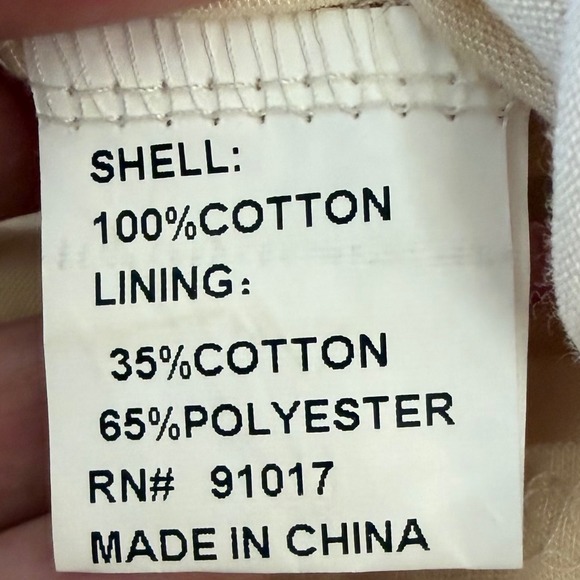 SHELL:
100%COTTON
LINING:
35%COTTON
65%POLYESTER
RN# 91017
MADE IN CHINA